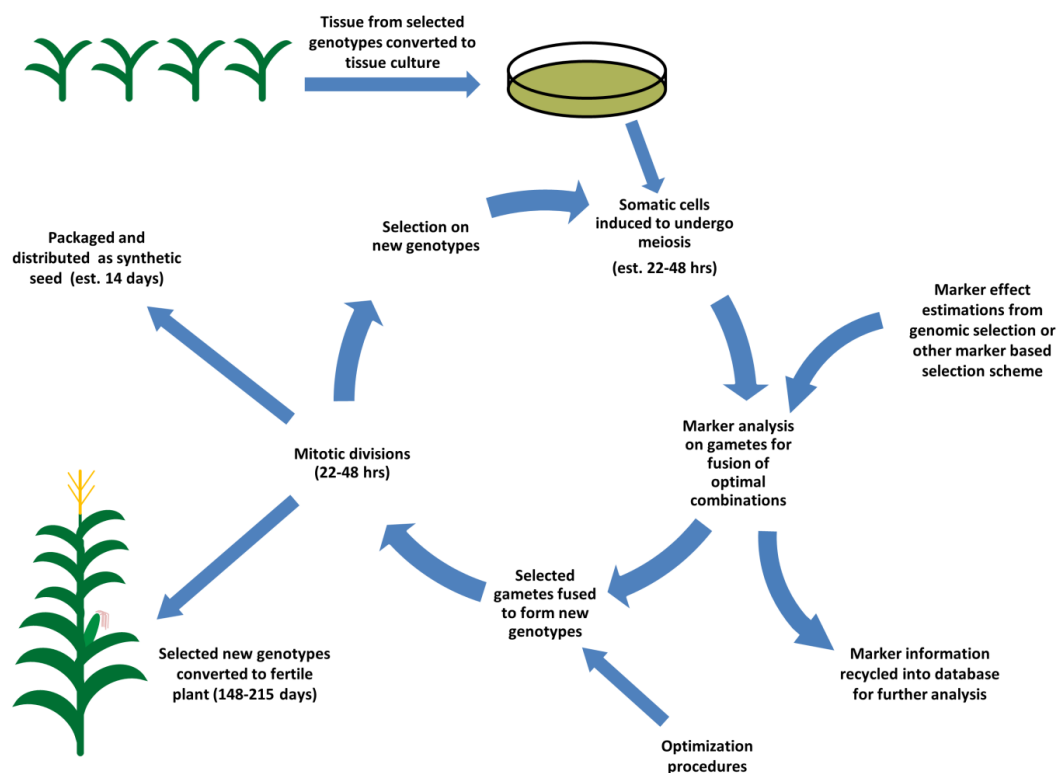 Tissue from selected
genotypes converted to
tissue culture
Somatic cells
induced to undergo
meiosis
(est. 22-48 hrs)
Selection on
new genotypes
Packaged and
distributed as synthetic
seed (est. 14 days)
Marker effect
estimations from
genomic selection or
other marker based
selection scheme
Marker analysis
on gametes for
fusion of
optimal
combinations
Mitotic divisions
(22-48 hrs)
Selected
gametes fused
to form new
genotypes
Selected new genotypes
converted to fertile
plant (148-215 days)
Marker information
recycled into database
for further analysis
Optimization
procedures